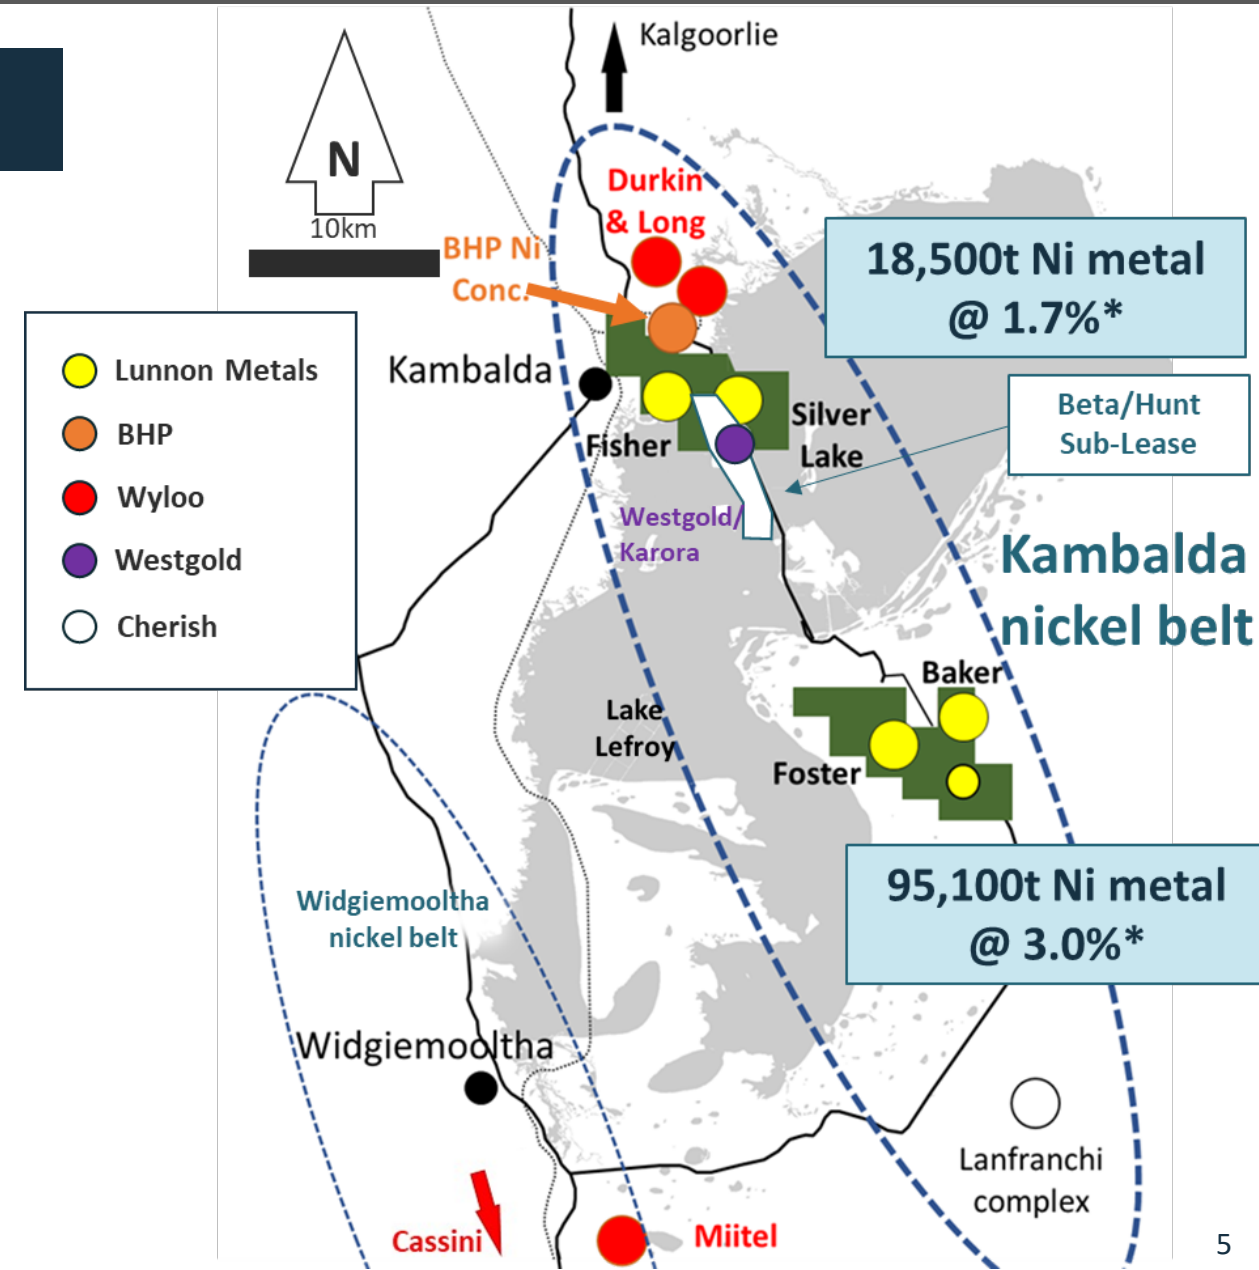 Kalgoorlie
N
10km
Durkin
& Long
BHP Ni
Conc.
18,500t Ni metal
@ 1.7%*
Lunnon Metals
BHP
Wyloo
Westgold
Cherish
Kambalda
Beta/Hunt
Sub-Lease
Silver
Lake
Fisher
Westgold/
Karora
Kambalda
nickel belt
Baker
Lake
Lefroy
Foster
95,100t Ni metal
@ 3.0%*
Widgiemooltha
nickel belt
Widgiemooltha
Lanfranchi
complex
Cassini
Miitel
5